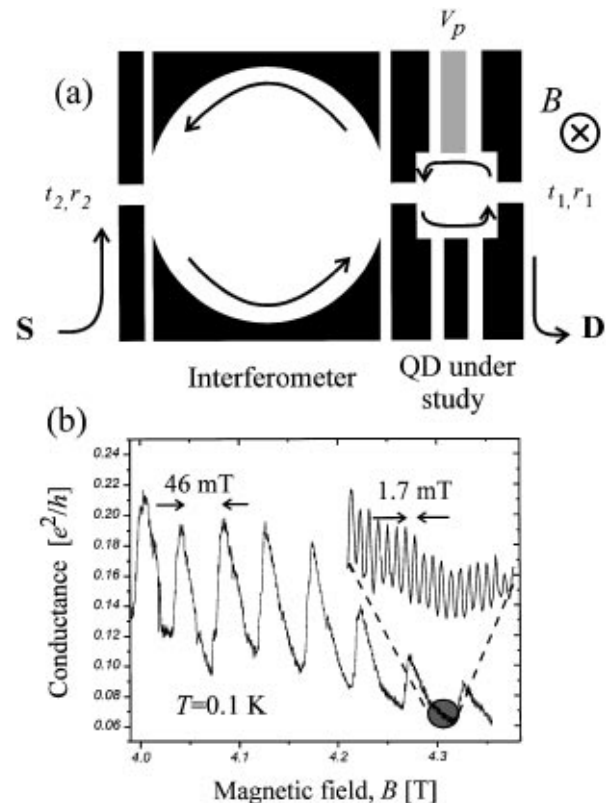 (a)
V_p
B
t_2, r_2
t_1, r_1
S
D
Interferometer
QD under
study
(b)
Conductance [e^2/h]
0.22
0.20
0.18
0.16
0.14
0.12
0.10
0.08
0.06
46 mT
1.7 mT
T=0.1 K
4.0
4.1
4.2
4.3
Magnetic field, B [T]